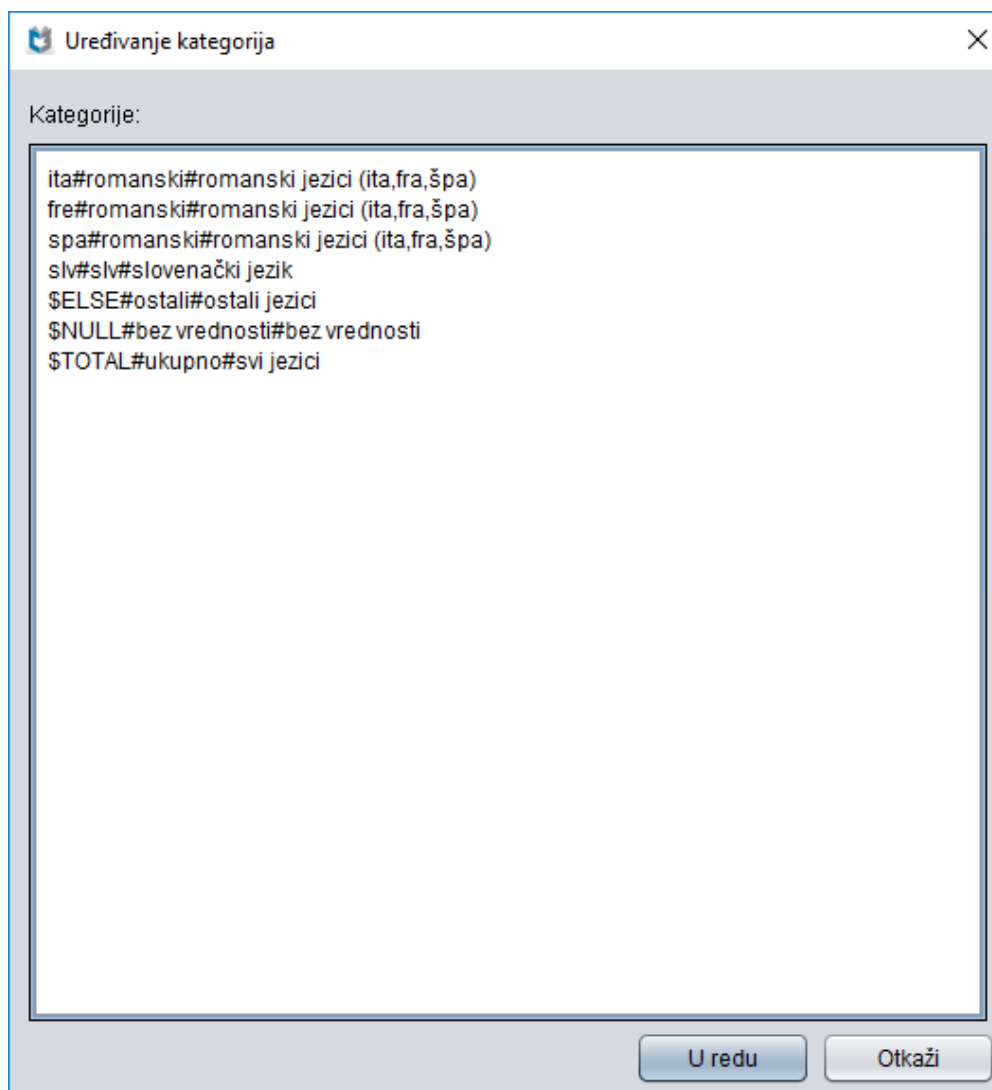 Uređivanje kategorija
Kategorije:
ita#romanski#romanski jezici (ita,fra,špa)
fre#romanski#romanski jezici (ita,fra,špa)
spa#romanski#romanski jezici (ita,fra,špa)
slv#slv#slovenački jezik
$ELSE#ostali#ostali jezici
$NULL#bez vrednosti#bez vrednosti
$TOTAL#ukupno#svi jezici
U redu
Otkaži